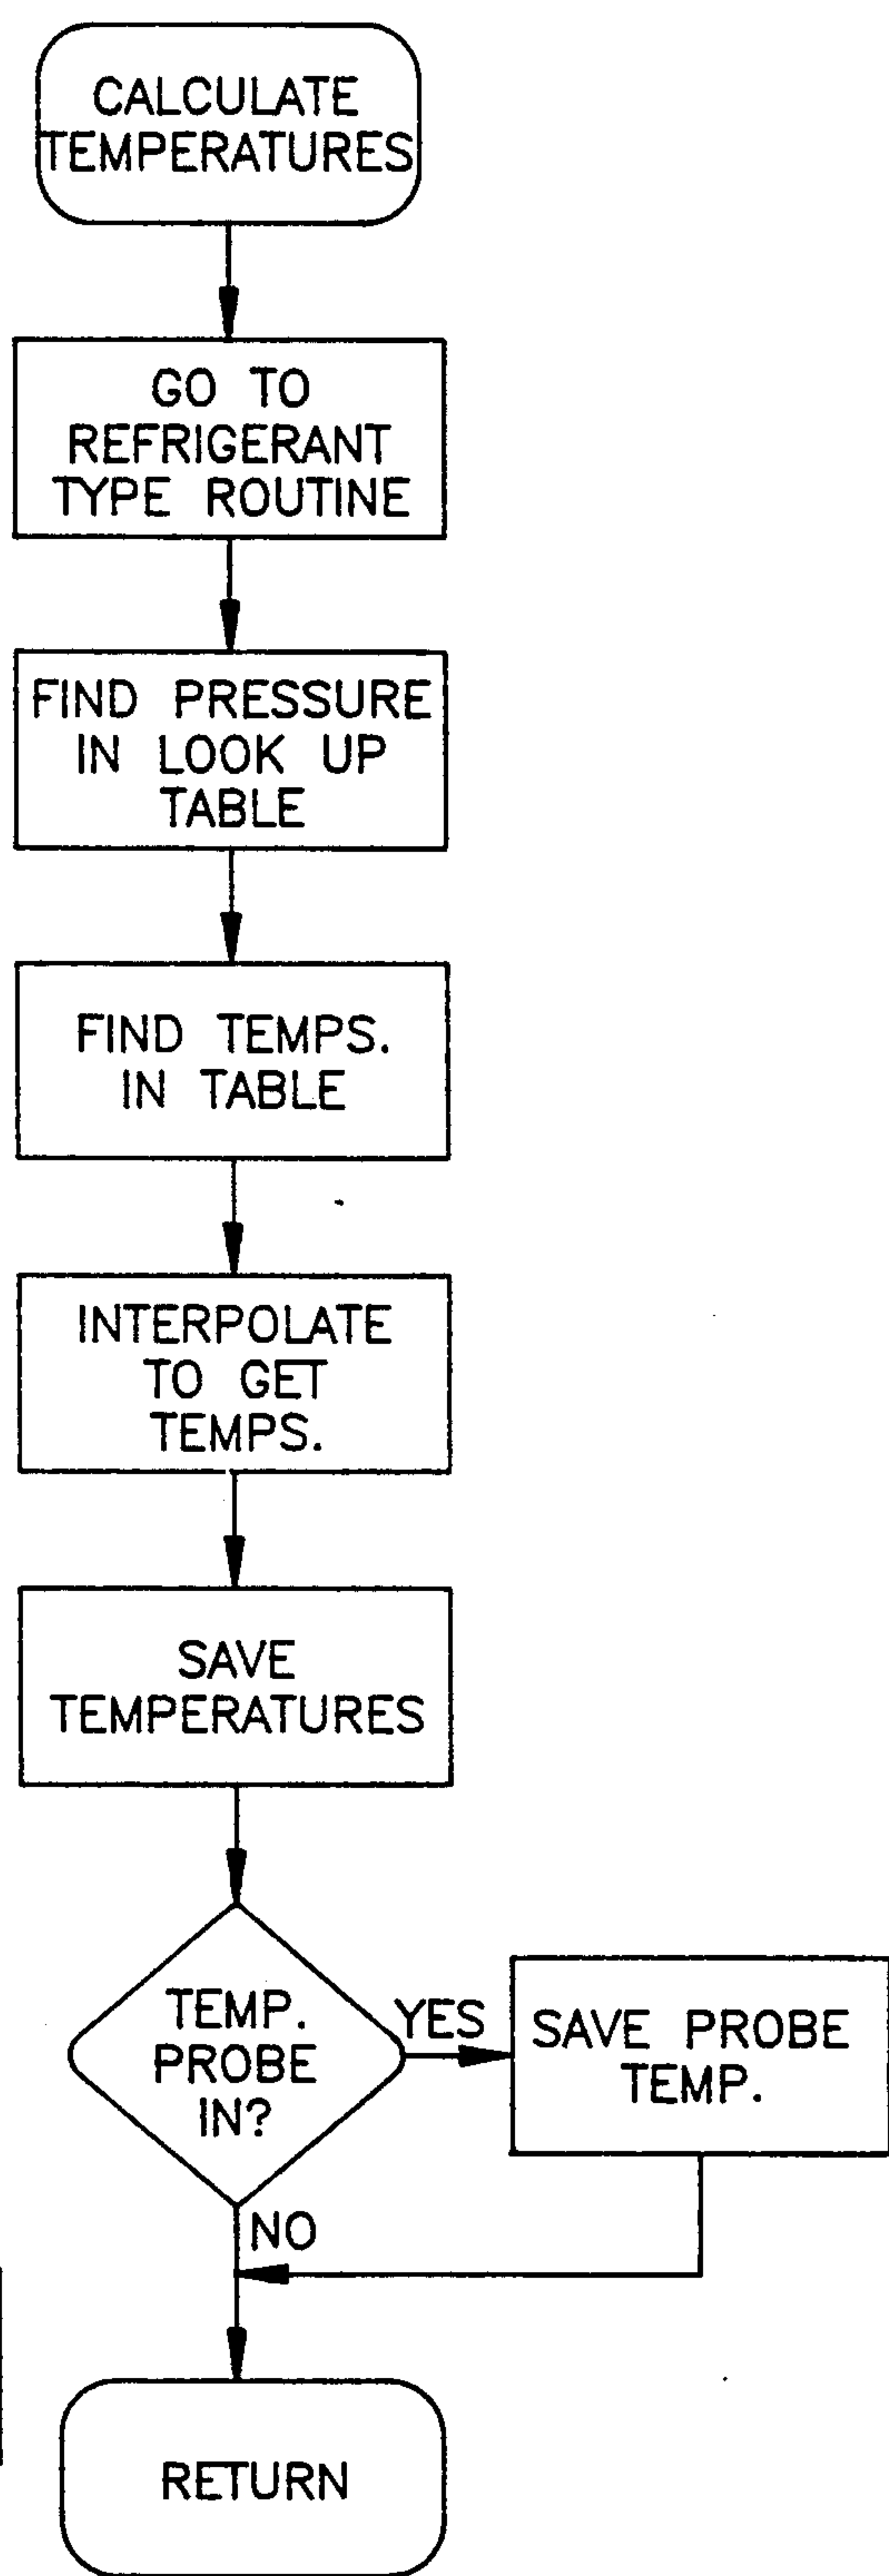 CALCULATE
TEMPERATURES
GO TO
REFRIGERANT
TYPE ROUTINE
FIND PRESSURE
IN LOOK UP
TABLE
FIND TEMPS.
IN TABLE
INTERPOLATE
TO GET
TEMPS.
SAVE
TEMPERATURES
TEMP.
PROBE
IN?
YES
SAVE PROBE
TEMP.
NO
RETURN